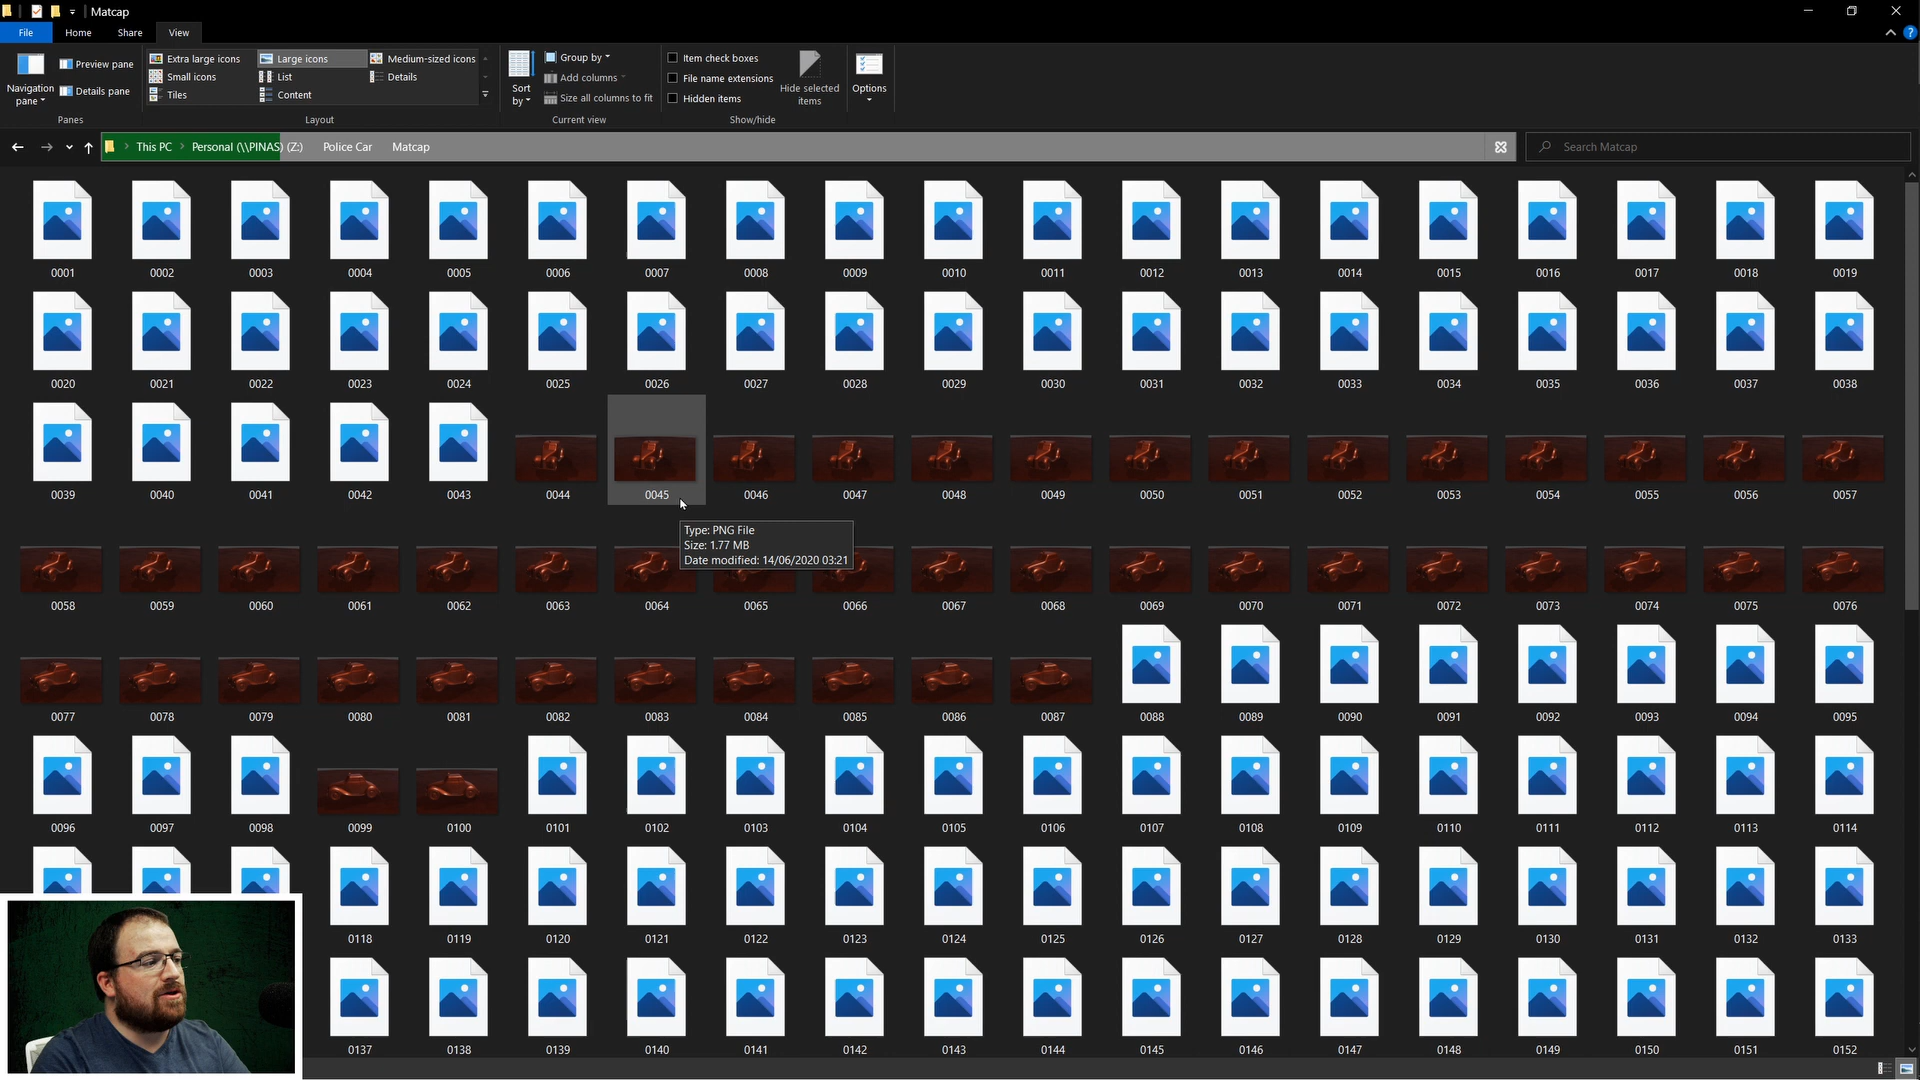 Matcap
File Home Share View
Navigation pane
Preview pane
Details pane
Panes
Extra large icons Large icons Medium-sized icons
Small icons List Details
Tiles Content
Layout
Sort by
Group by
Add columns
Size all columns to fit
Current view
Item check boxes
File name extensions
Hidden items
Hide selected items
Show/hide
Options
This PC Personal (\\PINAS) (Z:) Police Car Matcap
Search Matcap
0001 0002 0003 0004 0005 0006 0007 0008 0009 0010 0011 0012 0013 0014 0015 0016 0017 0018 0019
0020 0021 0022 0023 0024 0025 0026 0027 0028 0029 0030 0031 0032 0033 0034 0035 0036 0037 0038
0039 0040 0041 0042 0043 0044 0045 0046 0047 0048 0049 0050 0051 0052 0053 0054 0055 0056 0057
Type: PNG File
Size: 1.77 MB
Date modified: 14/06/2020 03:21
0058 0059 0060 0061 0062 0063 0064 0065 0066 0067 0068 0069 0070 0071 0072 0073 0074 0075 0076
0077 0078 0079 0080 0081 0082 0083 0084 0085 0086 0087 0088 0089 0090 0091 0092 0093 0094 0095
0096 0097 0098 0099 0100 0101 0102 0103 0104 0105 0106 0107 0108 0109 0110 0111 0112 0113 0114
0118 0119 0120 0121 0122 0123 0124 0125 0126 0127 0128 0129 0130 0131 0132 0133
0137 0138 0139 0140 0141 0142 0143 0144 0145 0146 0147 0148 0149 0150 0151 0152